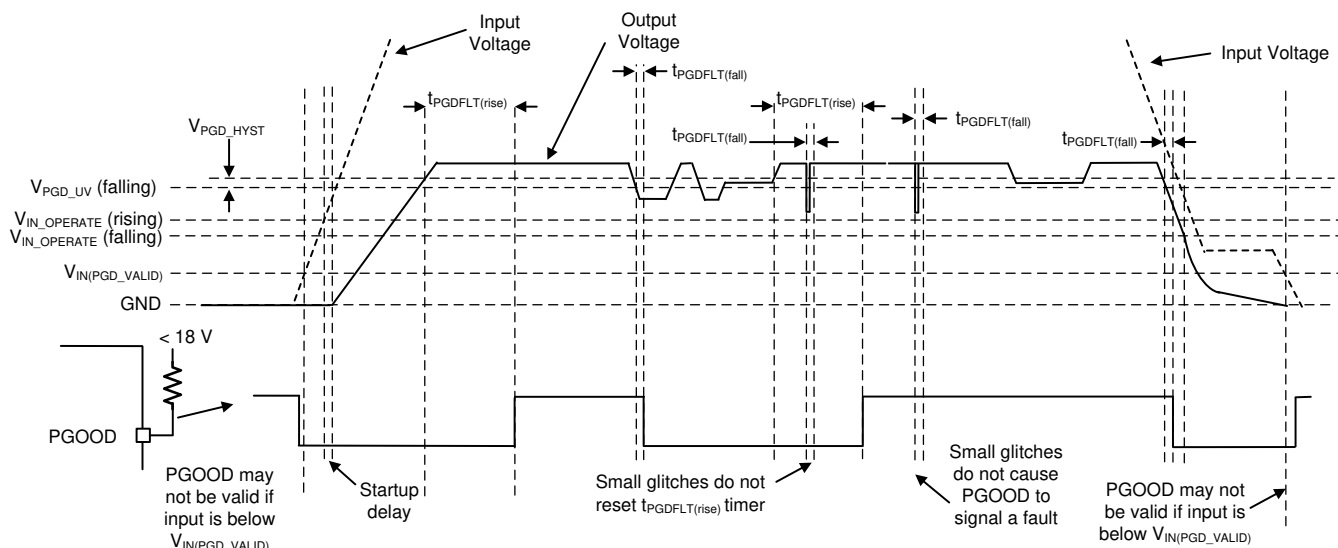 Input
Voltage
Output
Voltage
Input Voltage
tPGDFLT(fall)
tPGDFLT(rise)
tPGDFLT(rise)
tPGDFLT(fall)
tPGDFLT(fall)
tPGDFLT(fall)
VPGD_HYST
VPGD_UV (falling)
VIN_OPERATE (rising)
VIN_OPERATE (falling)
VIN(PGD_VALID)
GND
< 18 V
PGOOD
PGOOD may
not be valid if
input is below
VIN(PGD_VALID)
Startup
delay
Small glitches do not
reset tPGDFLT(rise) timer
Small glitches
do not cause
PGOOD to
signal a fault
PGOOD may not
be valid if input is
below VIN(PGD_VALID)